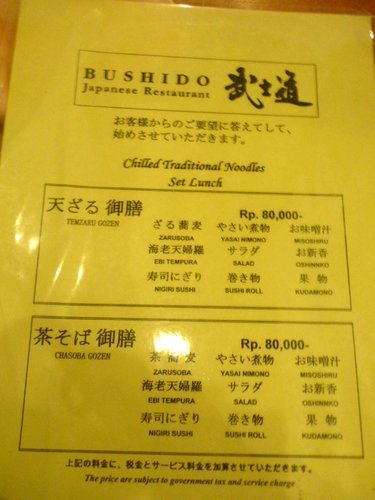 BUSHIDO 武士道
Japanese Restaurant
お客様からのご要望に答えてして、
始めさせていただきます。
Chilled Traditional Noodles
Set Lunch
天ざる 御膳 Rp. 80,000-
TEMZARU GOZEN
ざる蕎麦 やさい煮物 お味噌汁
ZARUSOBA YASAI NIMONO MISOSHIRU
海老天婦羅 サラダ お新香
EBI TEMPURA SALAD OSHINNKO
寿司にぎり 巻き物 果 物
NIGIRI SUSHI SUSHI ROLL KUDAMONO
茶そば 御膳 Rp. 80,000-
CHASOBA GOZEN
茶 蕎 麦 やさい煮物 お味噌汁
ZARUSOBA YASAI NIMONO MISOSHIRU
海老天婦羅 サラダ お新香
EBI TEMPURA SALAD OSHINNKO
寿司にぎり 巻き物 果 物
NIGIRI SUSHI SUSHI ROLL KUDAMONO
上記の料金に、税金とサービス料金を加算させていただきます。
The price are subject to government tax and service charge